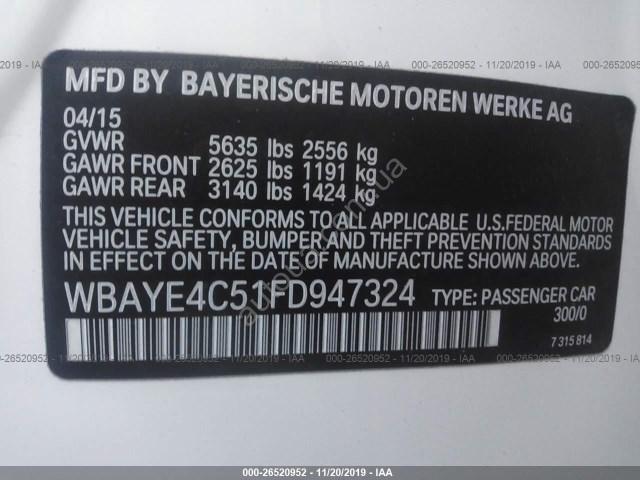 MFD BY BAYERISCHE MOTOREN WERKE AG
04/15
GVWR 5635 lbs 2556 kg
GAWR FRONT 2625 lbs 1191 kg
GAWR REAR 3140 lbs 1424 kg
THIS VEHICLE CONFORMS TO ALL APPLICABLE U.S.FEDERAL MOTOR
VEHICLE SAFETY, BUMPER AND THEFT PREVENTION STANDARDS
IN EFFECT ON THE DATE OF MANUFACTURE SHOWN ABOVE.
WBAYE4C51FD947324 TYPE: PASSENGER CAR
300/0
7 315 814
000-26520952 - 11/20/2019 - IAA